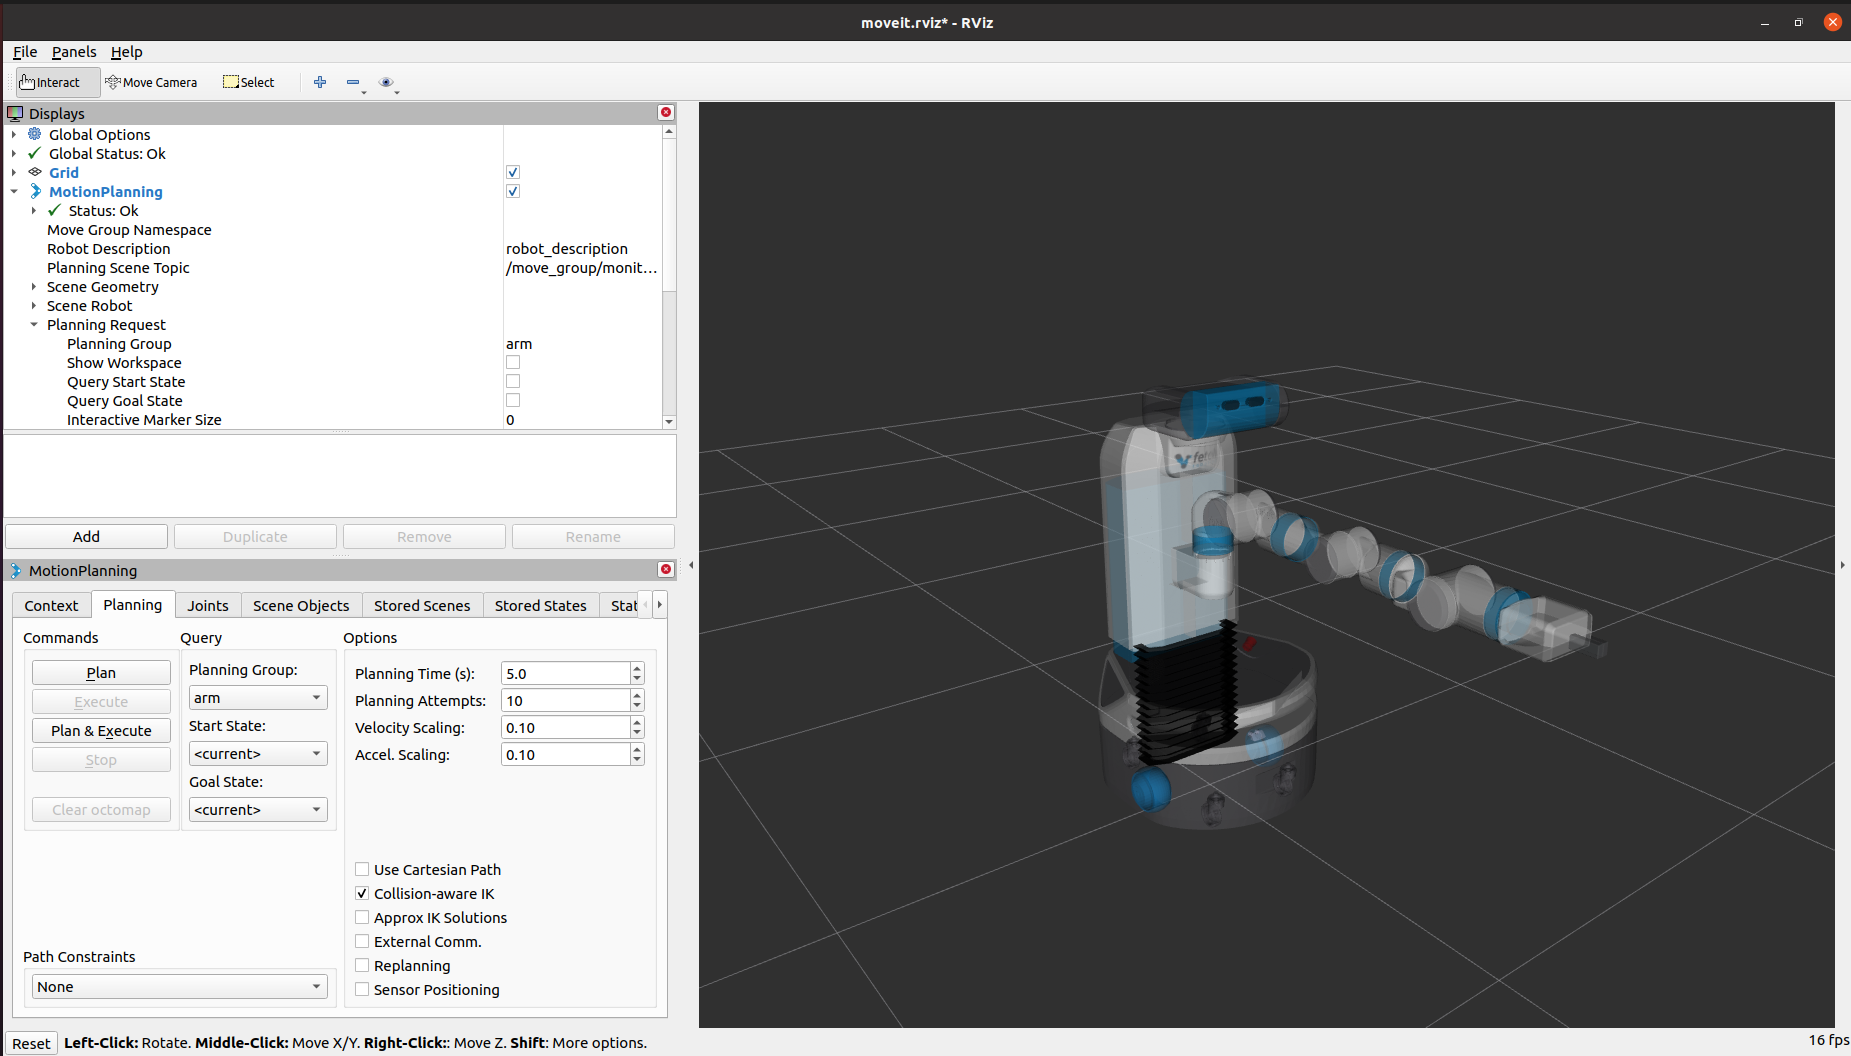 moveit.rviz* - RViz
File Panels Help
Interact Move Camera Select
Displays
Global Options
Global Status: Ok
Grid
MotionPlanning
Status: Ok
Move Group Namespace
Robot Description robot_description
Planning Scene Topic /move_group/monit...
Scene Geometry
Scene Robot
Planning Request
Planning Group arm
Show Workspace
Query Start State
Query Goal State
Interactive Marker Size 0
Add Duplicate Remove Rename
MotionPlanning
Context Planning Joints Scene Objects Stored Scenes Stored States Stat
Commands Query Options
Plan
Execute
Plan & Execute
Stop
Clear octomap
Planning Group:
arm
Start State:
<current>
Goal State:
<current>
Planning Time (s): 5.0
Planning Attempts: 10
Velocity Scaling: 0.10
Accel. Scaling: 0.10
Use Cartesian Path
Collision-aware IK
Approx IK Solutions
External Comm.
Replanning
Sensor Positioning
Path Constraints
None
Reset Left-Click: Rotate. Middle-Click: Move X/Y. Right-Click:: Move Z. Shift: More options.
16 fps